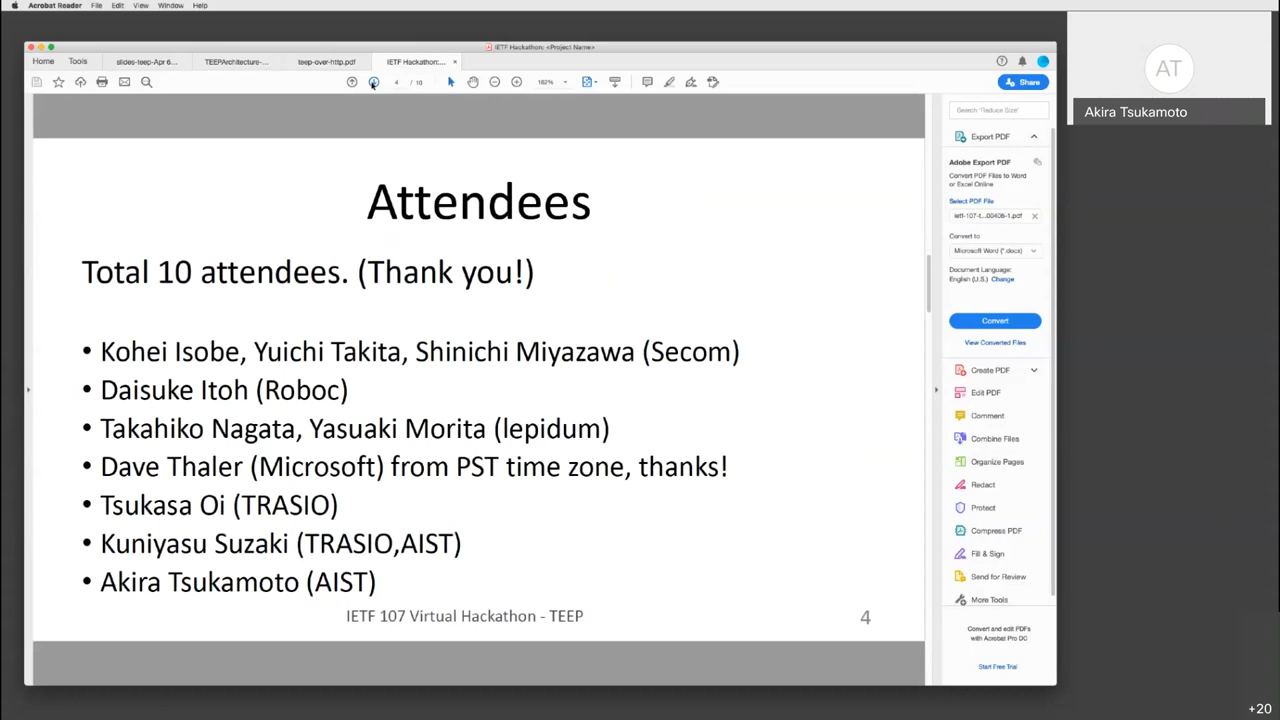 Acrobat Reader File Edit View Window Help
IETF Hackathon: <Project Name>
Home Tools slides-teep-Apr 6... TEEPArchitecture-... teep-over-http.pdf IETF Hackathon:... ×
4 / 10 162% Share
AT
Akira Tsukamoto
Attendees
Total 10 attendees. (Thank you!)
• Kohei Isobe, Yuichi Takita, Shinichi Miyazawa (Secom)
• Daisuke Itoh (Roboc)
• Takahiko Nagata, Yasuaki Morita (lepidum)
• Dave Thaler (Microsoft) from PST time zone, thanks!
• Tsukasa Oi (TRASIO)
• Kuniyasu Suzaki (TRASIO,AIST)
• Akira Tsukamoto (AIST)
IETF 107 Virtual Hackathon - TEEP
4
Search 'Reduce Size'
Export PDF
Adobe Export PDF
Convert PDF Files to Word
or Excel Online
Select PDF File
ietf-107-t...00408-1.pdf ×
Convert to
Microsoft Word (*.docx)
Document Language:
English (U.S.) Change
Convert
View Converted Files
Create PDF
Edit PDF
Comment
Combine Files
Organize Pages
Redact
Protect
Compress PDF
Fill & Sign
Send for Review
More Tools
Convert and edit PDFs
with Acrobat Pro DC
Start Free Trial
+20